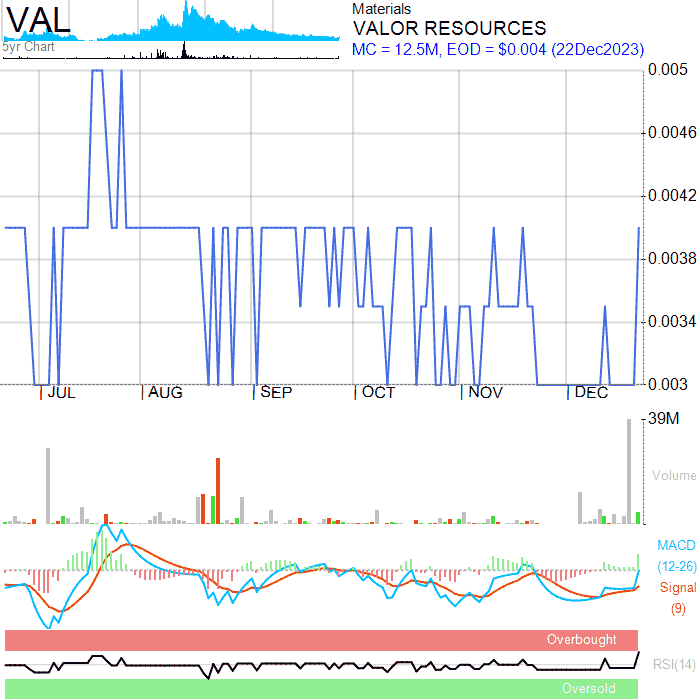 VAL
5yr Chart
Materials
VALOR RESOURCES
MC = 12.5M, EOD = $0.004 (22Dec2023)
0.005
0.0046
0.0042
0.0038
0.0034
0.003
JUL AUG SEP OCT NOV DEC
39M
Volume
MACD
(12-26)
Signal
(9)
Overbought
RSI(14)
Oversold